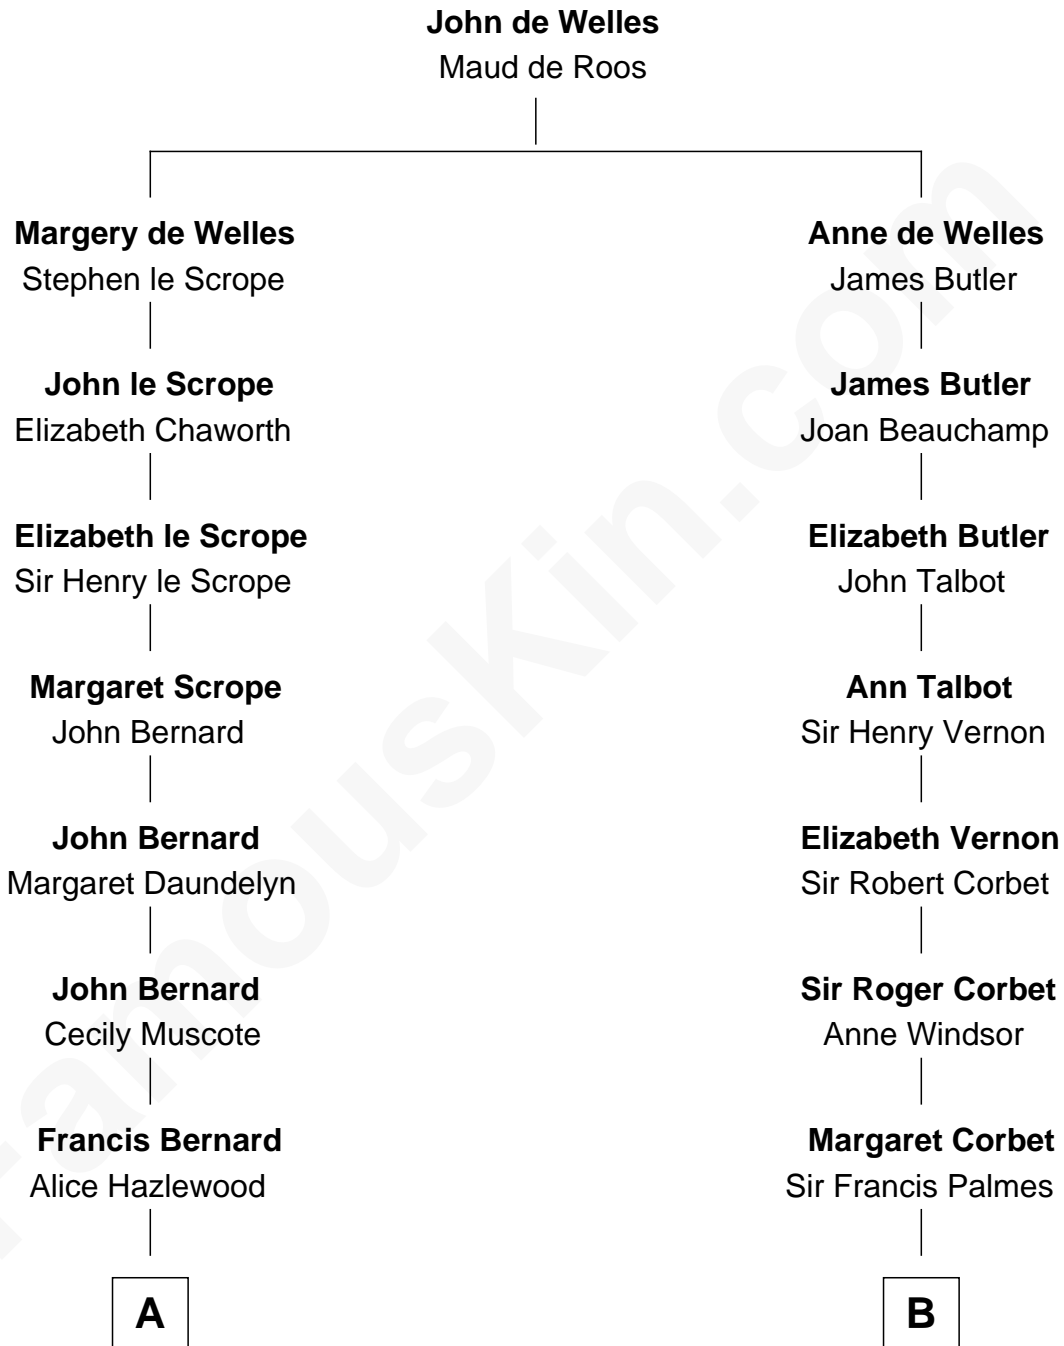 John de Welles
Maud de Roos
Margery de Welles
Stephen le Scrope
John le Scrope
Elizabeth Chaworth
Elizabeth le Scrope
Sir Henry le Scrope
Margaret Scrope
John Bernard
John Bernard
Margaret Daundelyn
John Bernard
Cecily Muscote
Francis Bernard
Alice Hazlewood
A
Anne de Welles
James Butler
James Butler
Joan Beauchamp
Elizabeth Butler
John Talbot
Ann Talbot
Sir Henry Vernon
Elizabeth Vernon
Sir Robert Corbet
Sir Roger Corbet
Anne Windsor
Margaret Corbet
Sir Francis Palmes
B
FamousKin.com